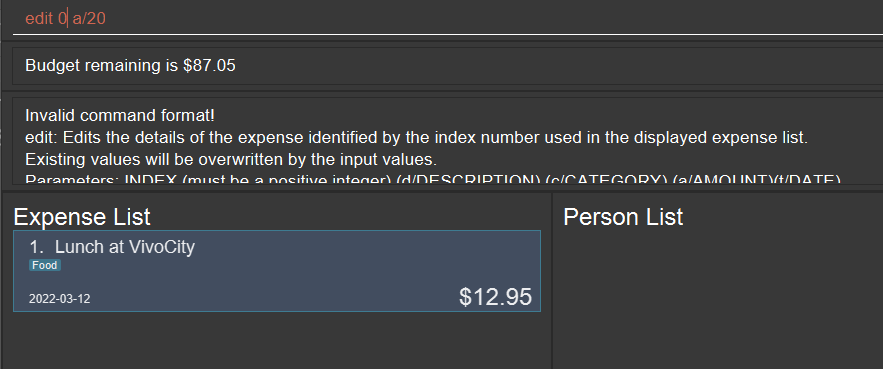 edit 0 a/20
Budget remaining is $87.05
Invalid command format!
edit: Edits the details of the expense identified by the index number used in the displayed expense list.
Existing values will be overwritten by the input values.
Parameters: INDEX (must be a positive integer) (d/DESCRIPTION) (c/CATEGORY) (a/AMOUNT)(t/DATE)
Expense List
Person List
1. Lunch at VivoCity
Food
2022-03-12
$12.95